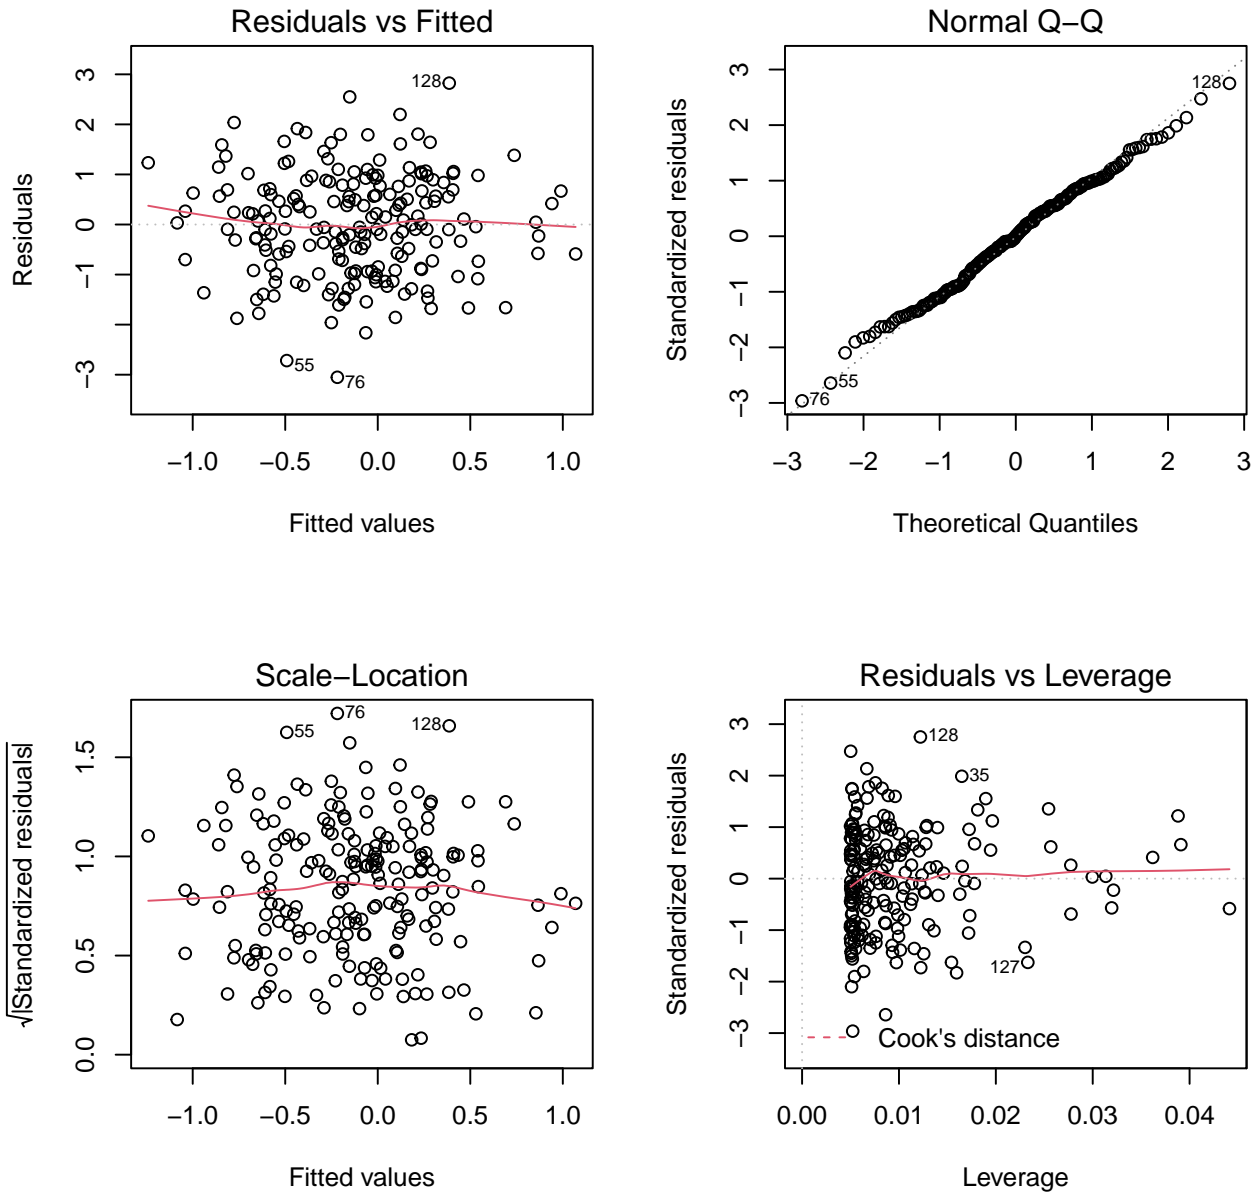 Residuals vs Fitted
Residuals
3
2
1
0
−1
−3
128
55
76
−1.0 −0.5 0.0 0.5 1.0
Fitted values
Normal Q−Q
Standardized residuals
3
2
1
0
−1
−2
−3
128
55
76
−3 −2 −1 0 1 2 3
Theoretical Quantiles
Scale−Location
√|Standardized residuals|
1.5
1.0
0.5
0.0
76
55
128
−1.0 −0.5 0.0 0.5 1.0
Fitted values
Residuals vs Leverage
Standardized residuals
3
2
1
0
−1
−2
−3
128
35
127
Cook's distance
0.00 0.01 0.02 0.03 0.04
Leverage